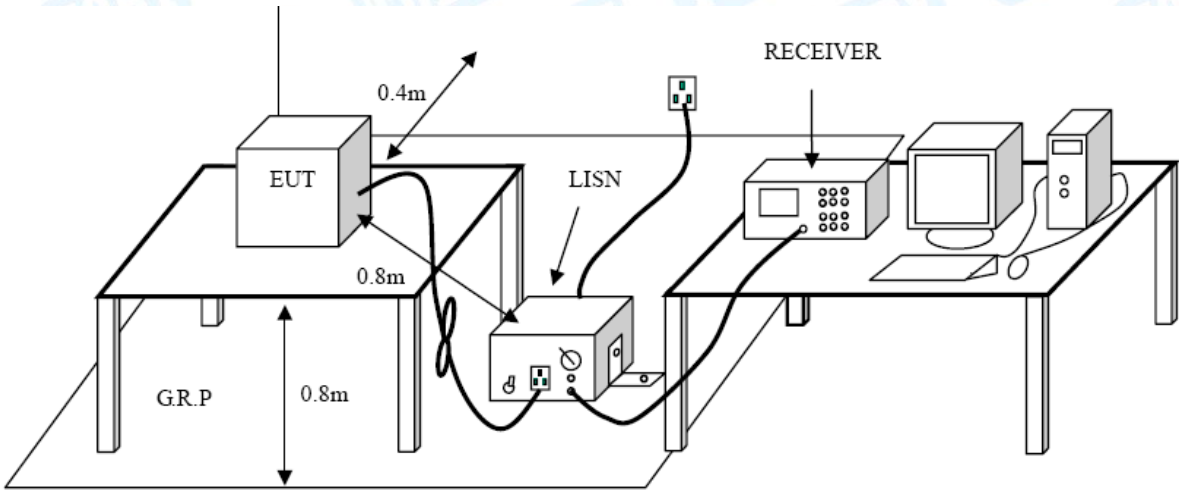 RECEIVER
0.4m
EUT
LISN
0.8m
G.R.P
0.8m